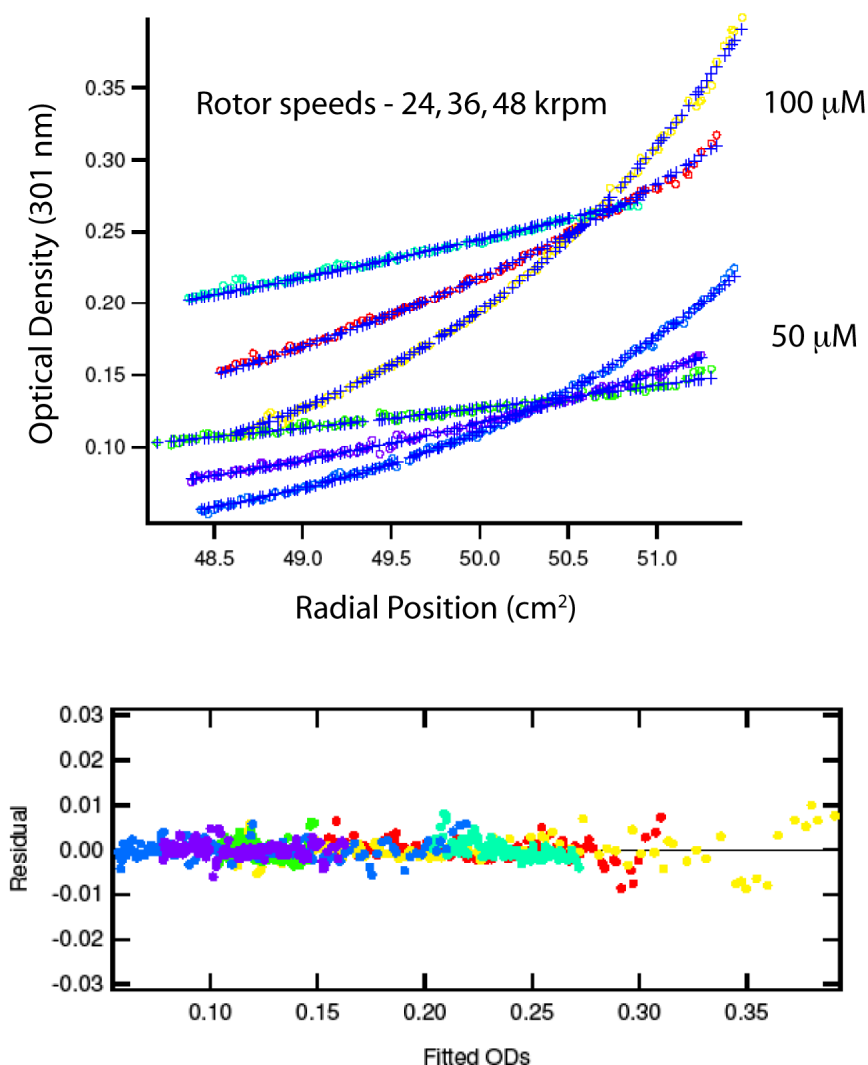 0.35
0.30
0.25
0.20
0.15
0.10
Optical Density (301 nm)
Rotor speeds - 24, 36, 48 krpm
100 μM
50 μM
48.5 49.0 49.5 50.0 50.5 51.0
Radial Position (cm²)
0.03
0.02
0.01
0.00
-0.01
-0.02
-0.03
Residual
0.10 0.15 0.20 0.25 0.30 0.35
Fitted ODs